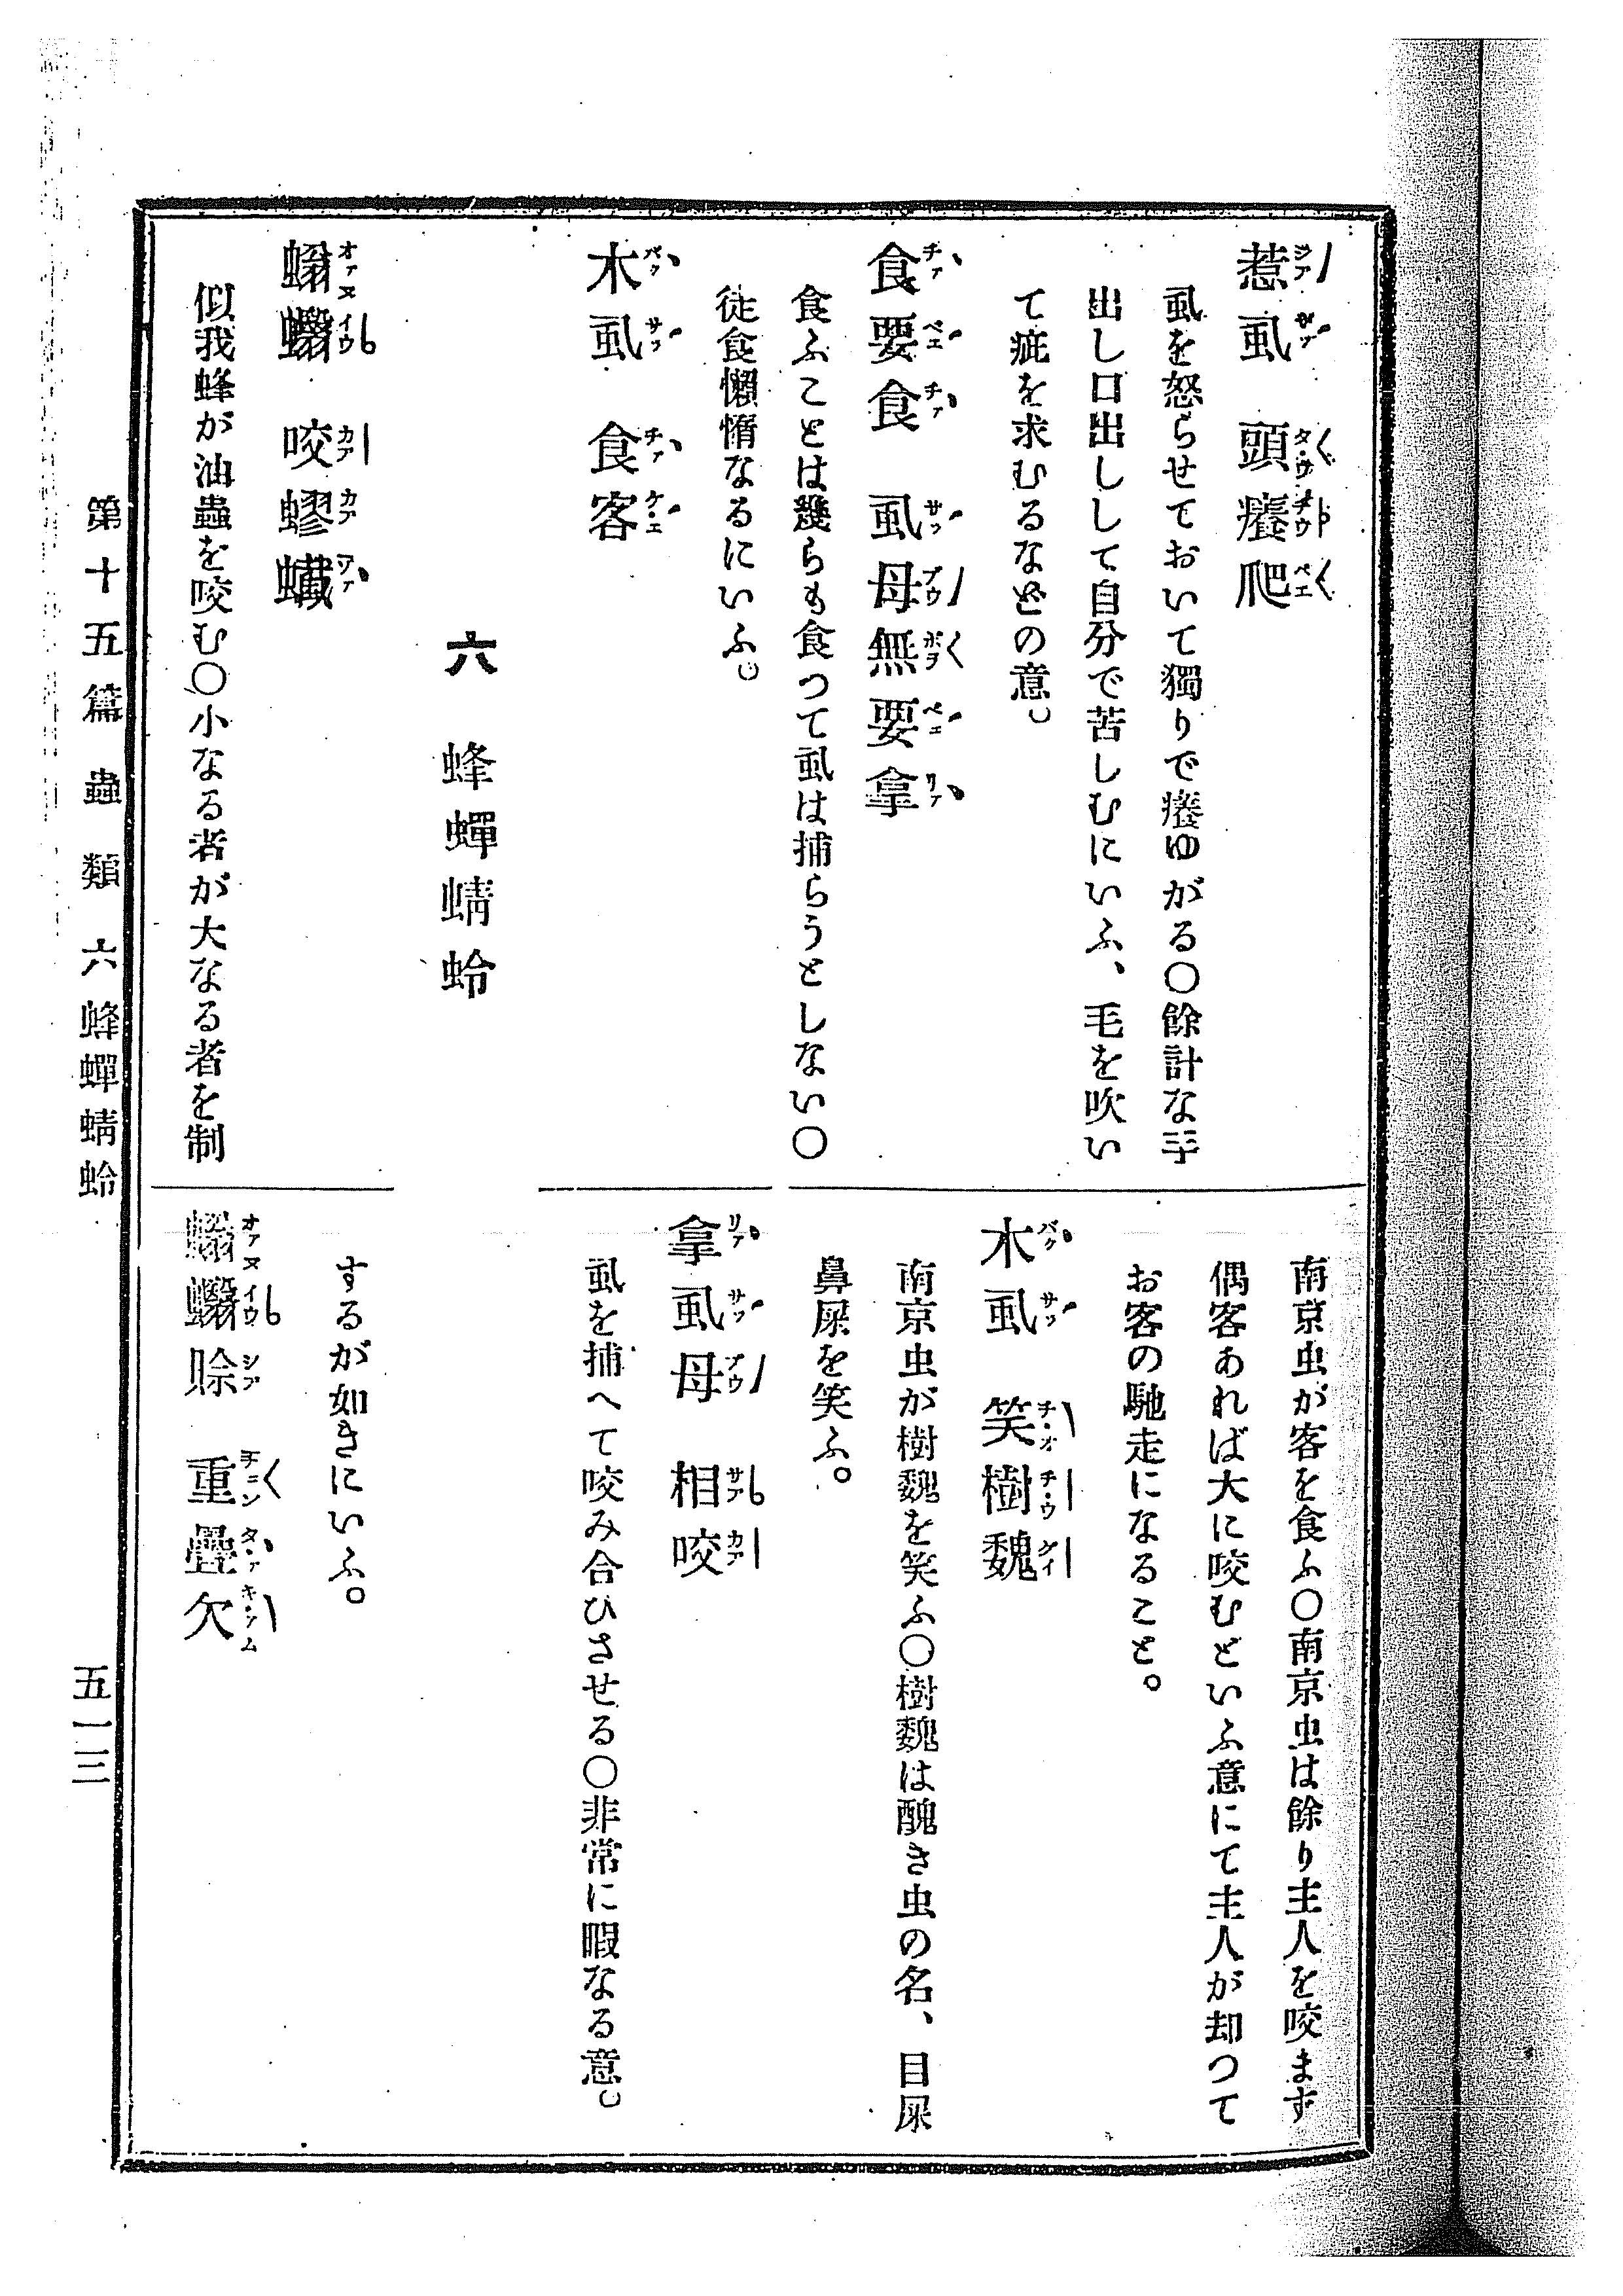 惹虱 頭癢爬
虱を怒らせておいて獨りで癢ゆがる〇餘計な手
出し口出しして自分で苦しむにいふ、毛を吹い
て疵を求むるなどの意。
食要食 虱母無要拿
食ふことは幾らも食つて虱は捕らうとしない〇
徒食懶惰なるにいふ。
木虱 食客
南京虫が客を食ふ〇南京虫は餘り主人を咬ます
偶客あれば大に咬むといふ意にて主人が却つて
お客の馳走になること。
木虱 笑樹魏
南京虫が樹魏を笑ふ〇樹魏は醜き虫の名、目屎
鼻屎を笑ふ。
拿虱母 相咬
虱を捕へて咬み合ひさせる〇非常に暇なる意。
六 蜂蟬蜻蛉
螉 咬蟉蠘
似我蜂が油蟲を咬む〇小なる者が大なる者を制
するが如きにいふ。
螉 賒 重疊欠
第十五篇 蟲類 六 蜂蟬蜻蛉
五一三